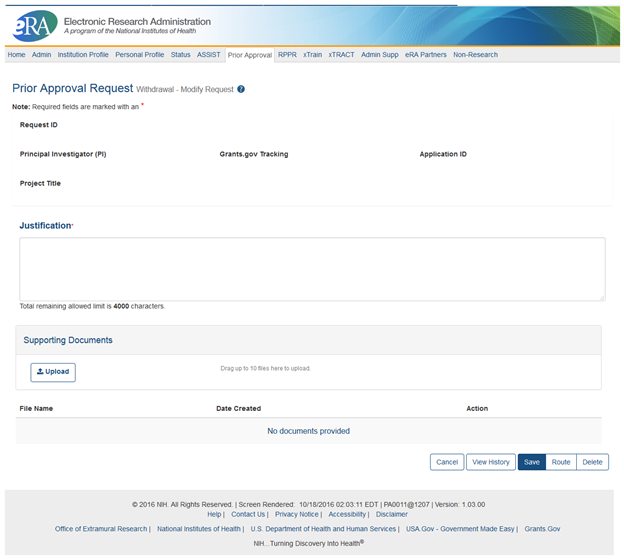 eRA Electronic Research Administration
A program of the National Institutes of Health
Home Admin Institution Profile Personal Profile Status ASSIST Prior Approval RPPR xTrain xTRACT Admin Supp eRA Partners Non-Research
Prior Approval Request Withdrawal - Modify Request ?
Note: Required fields are marked with an *
Request ID
Principal Investigator (PI) Grants.gov Tracking Application ID
Project Title
Justification*
Total remaining allowed limit is 4000 characters.
Supporting Documents
Upload Drag up to 10 files here to upload.
File Name Date Created Action
No documents provided
Cancel View History Save Route Delete
© 2016 NIH. All Rights Reserved. | Screen Rendered: 10/18/2016 02:03:11 EDT | PA0011@1207 | Version: 1.03.00
Help | Contact Us | Privacy Notice | Accessibility | Disclaimer
Office of Extramural Research | National Institutes of Health | U.S. Department of Health and Human Services | USA.Gov - Government Made Easy | Grants.Gov
NIH... Turning Discovery Into Health®